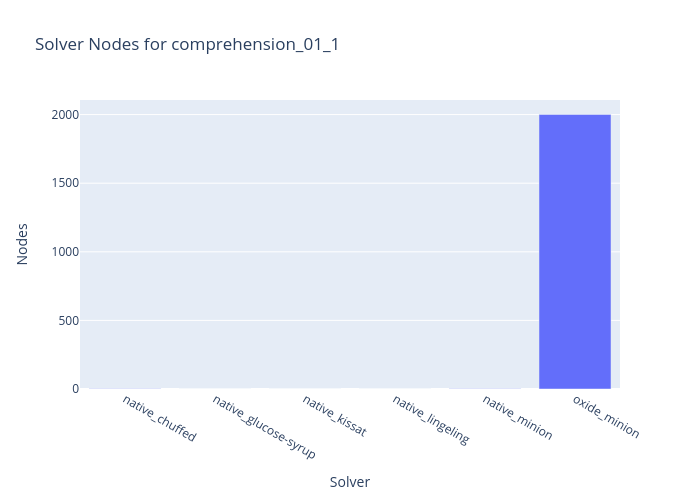 Solver Nodes for comprehension_01_1
2000
1500
1000
500
0
Nodes
native_chuffed
native_glucose-syrup
native_kissat
native_lingeling
native_minion
oxide_minion
Solver